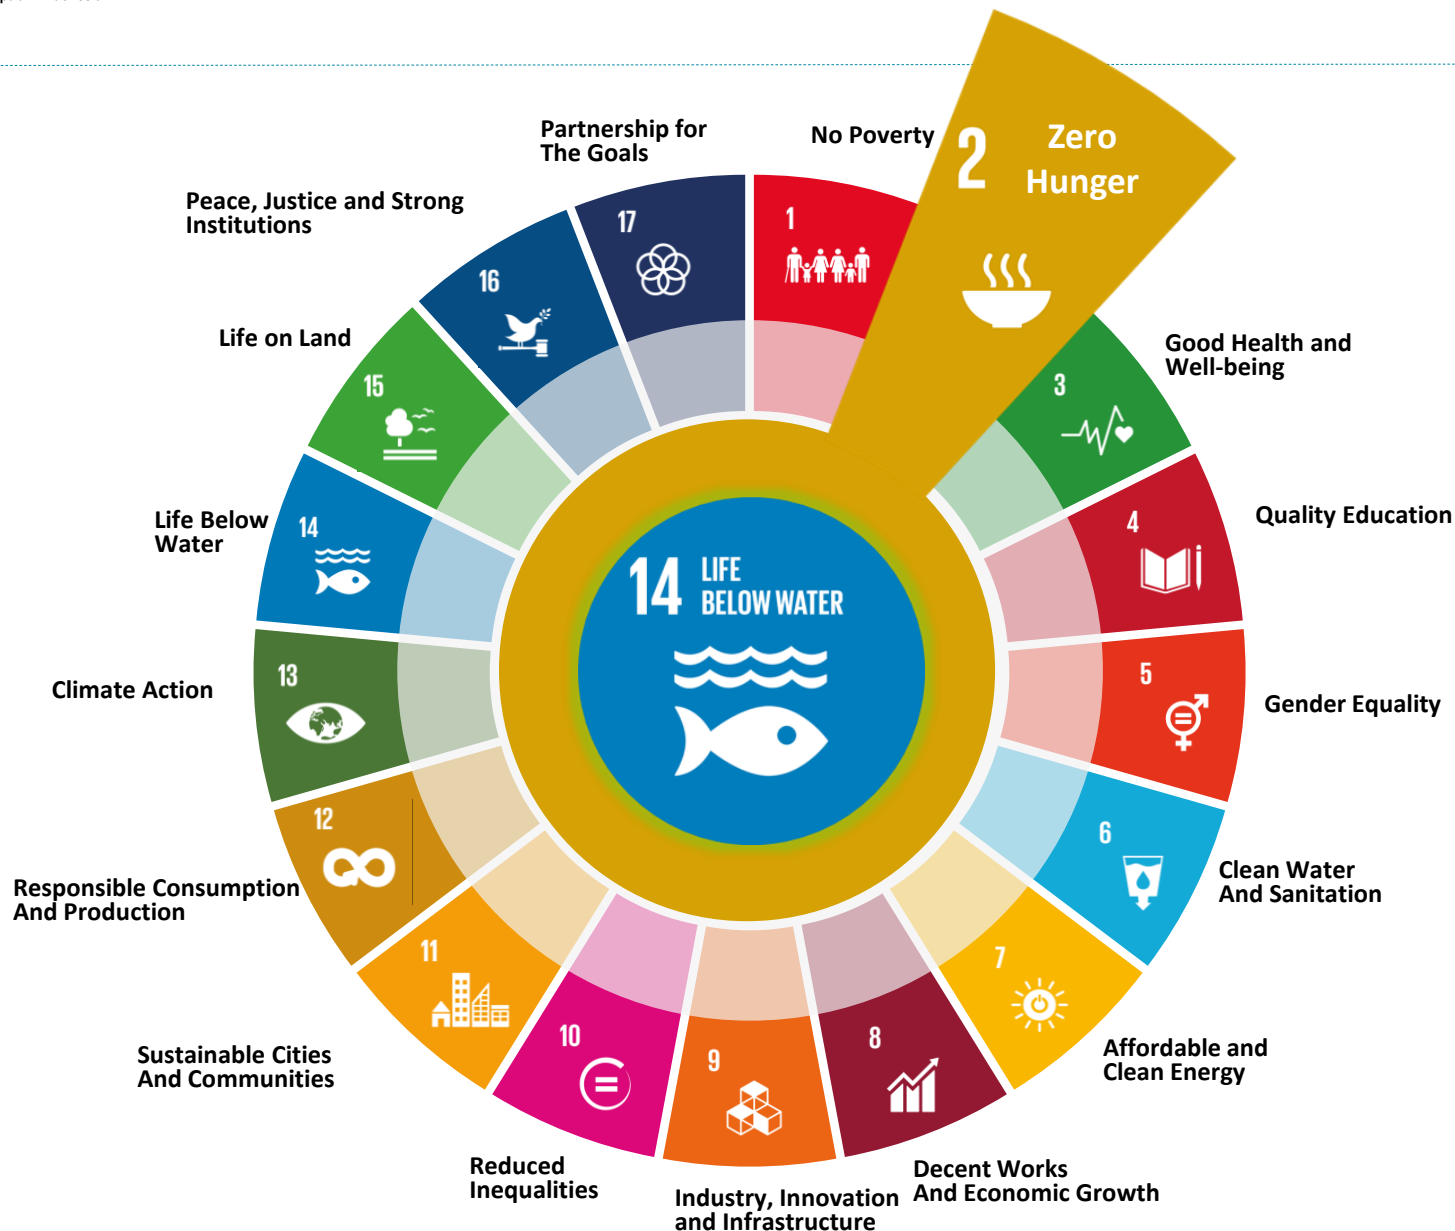 Partnership for
The Goals
No Poverty
2
Zero
Hunger
Peace, Justice and Strong
Institutions
17
1
16
Life on Land
Good Health and
Well-being
15
3
Life Below
Water
14
4
Quality Education
14
LIFE
BELOW WATER
Climate Action
13
5
Gender Equality
12
6
Responsible Consumption
And Production
Clean Water
And Sanitation
11
7
Sustainable Cities
And Communities
10
9
8
Affordable and
Clean Energy
Reduced
Inequalities
Industry, Innovation
and Infrastructure
Decent Works
And Economic Growth